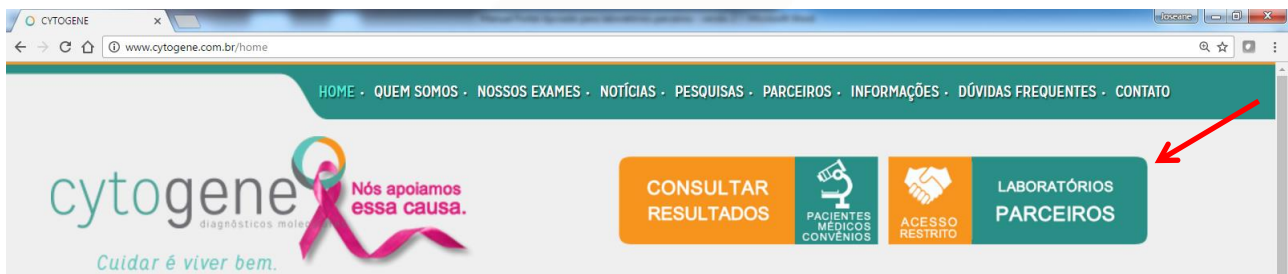 CYTOGENE
Joseane
www.cytogene.com.br/home
HOME · QUEM SOMOS · NOSSOS EXAMES · NOTÍCIAS · PESQUISAS · PARCEIROS · INFORMAÇÕES · DÚVIDAS FREQUENTES · CONTATO
cytogene
diagnósticos
Cuidar é viver bem.
Nós apoiamos
essa causa.
CONSULTAR
RESULTADOS
PACIENTES
MÉDICOS
CONVÊNIOS
ACESSO
RESTRITO
LABORATÓRIOS
PARCEIROS